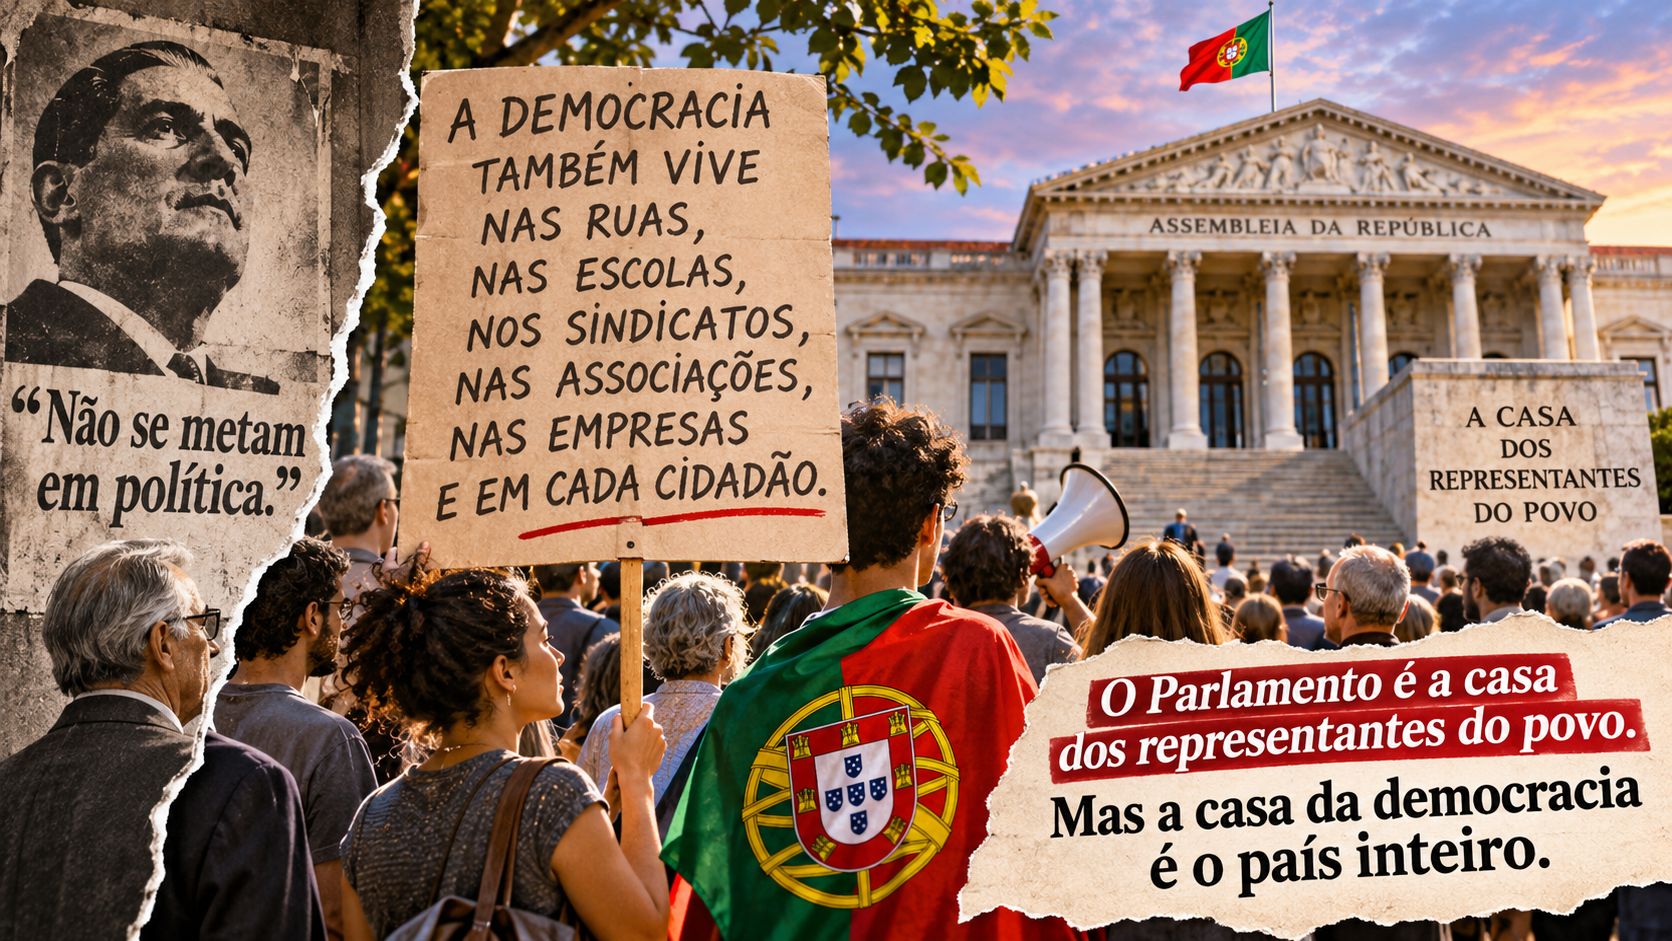 “Não se metam
em política.”
A DEMOCRACIA
TAMBÉM VIVE
NAS RUAS,
NAS ESCOLAS,
NOS SINDICATOS,
NAS ASSOCIAÇÕES,
NAS EMPRESAS
E EM CADA CIDADÃO.
ASSEMBLEIA DA REPÚBLICA
A CASA
DOS
REPRESENTANTES
DO POVO
O Parlamento é a casa
dos representantes do povo.
Mas a casa da democracia
é o país inteiro.